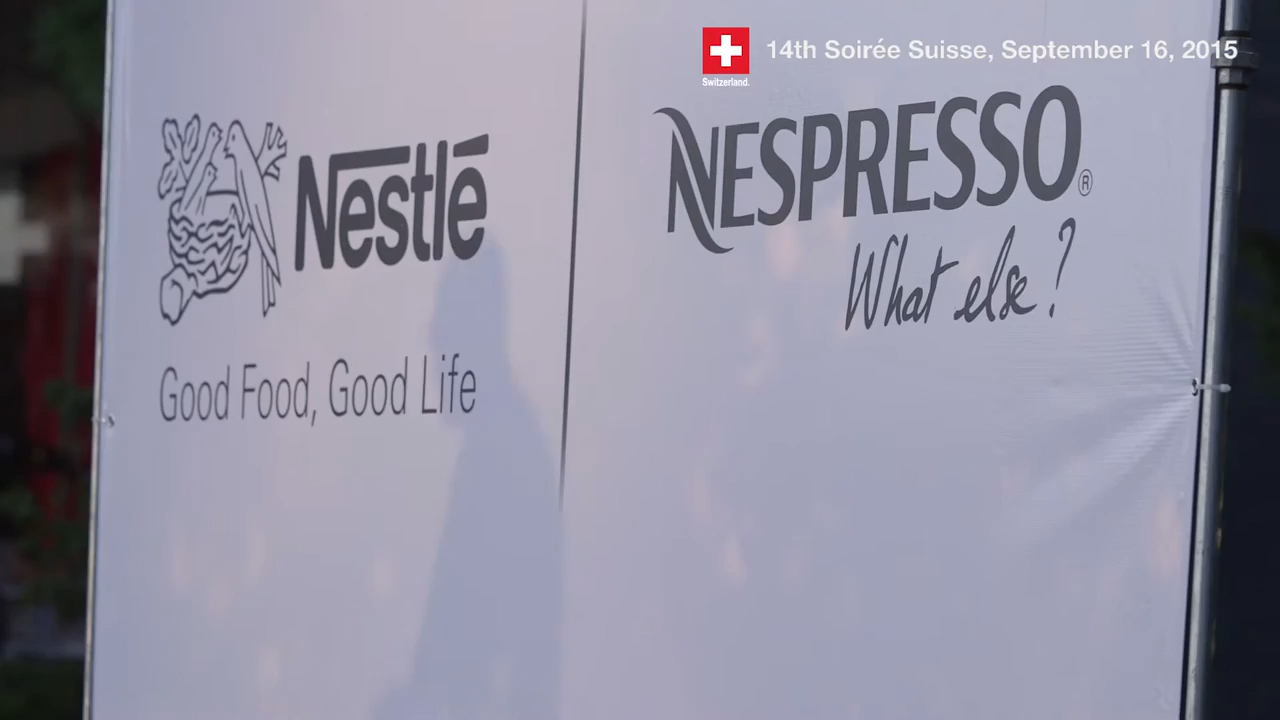 14th Soirée Suisse, September 16, 2015
Switzerland.
Nestlé
Good Food, Good Life
NESPRESSO®
What else?